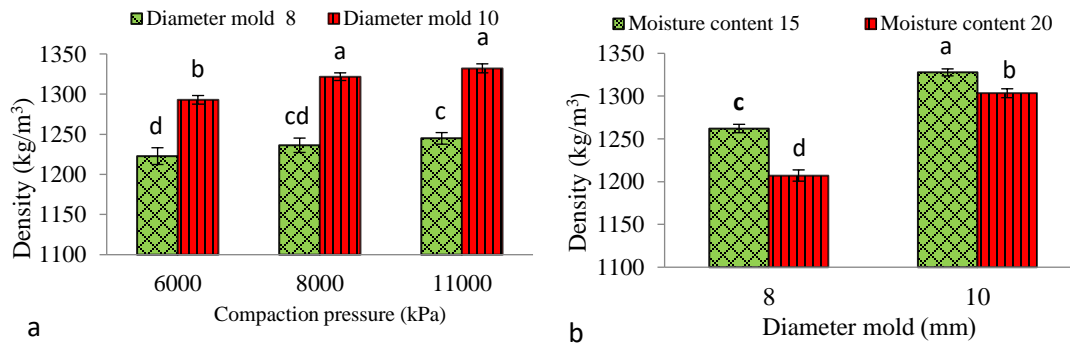 Diameter mold 8
Diameter mold 10
Density (kg/m³)
1350
1300
1250
1200
1150
1100
d
b
cd
a
c
a
6000
8000
11000
Compaction pressure (kPa)
a
Moisture content 15
Moisture content 20
Density (kg/m³)
1350
1300
1250
1200
1150
1100
c
d
a
b
8
10
Diameter mold (mm)
b